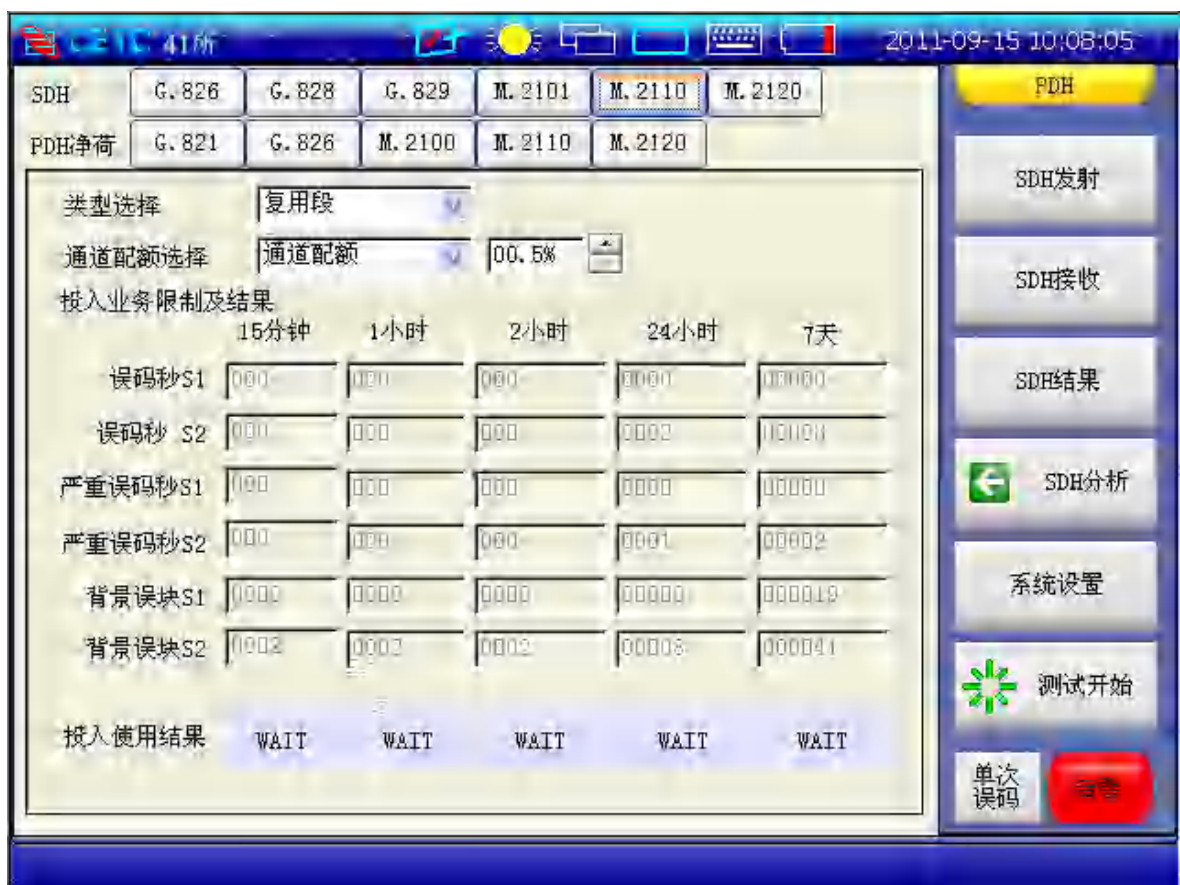 CETC 41所 2011-09-15 10:08:05
SDH G.826 G.828 G.829 M.2101 M.2110 M.2120
PDH净荷 G.821 G.826 M.2100 M.2110 M.2120
类型选择 复用段
通道配额选择 通道配额 00.5%
投入业务限制及结果
15分钟 1小时 2小时 24小时 7天
误码秒S1 000 000 000 0000
误码秒 S2 000 000 000 0002
严重误码秒S1 000 000 000 0000 00000
严重误码秒S2 000 000 000 0001 00002
背景误块S1 0000 0000 0000 00000 000019
背景误块S2 0002 0002 0002 00008 000041
投入使用结果 WAIT WAIT WAIT WAIT WAIT
PDH
SDH发射
SDH接收
SDH结果
SDH分析
系统设置
测试开始
单次
误码